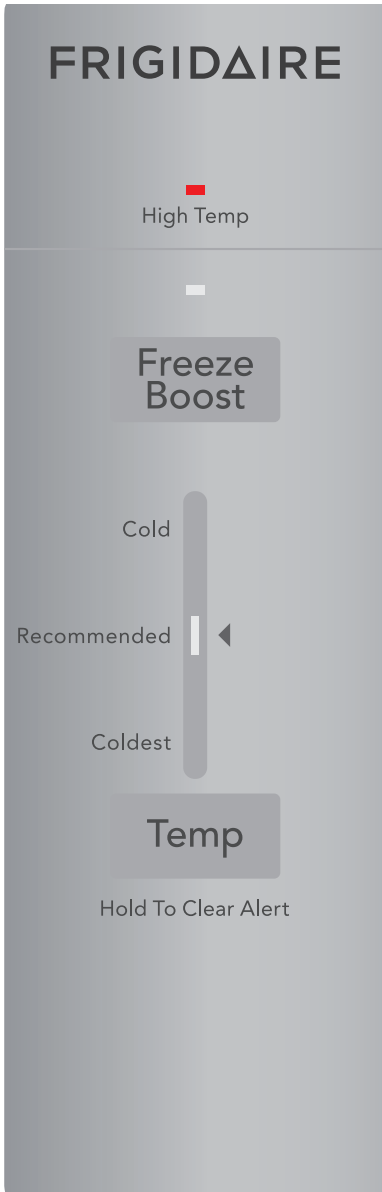 FRIGIDAIRE
High Temp
Freeze
Boost
Cold
Recommended
Coldest
Temp
Hold To Clear Alert